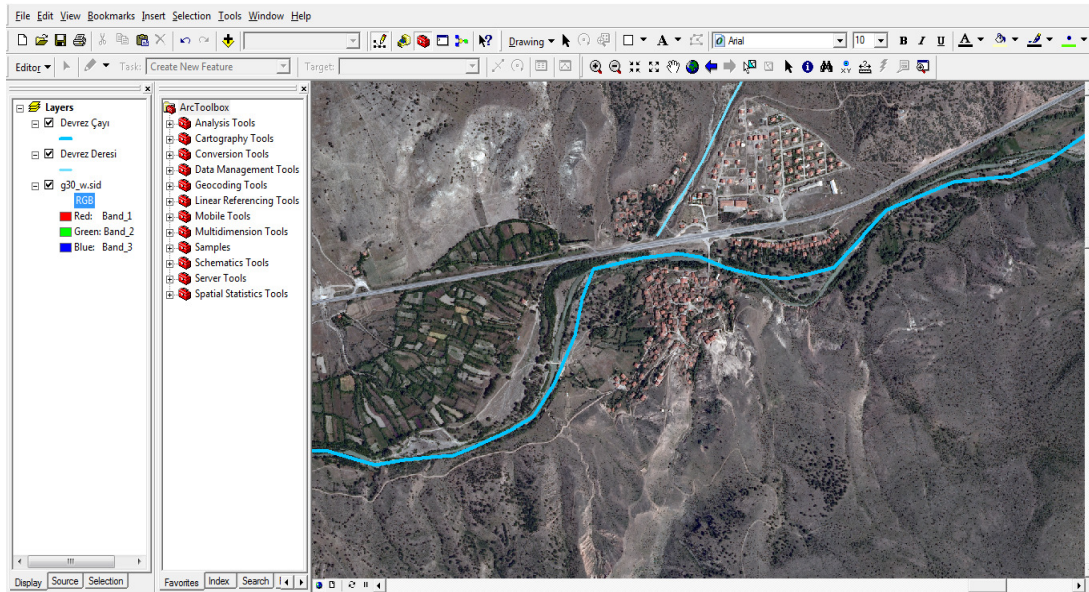 File Edit View Bookmarks Insert Selection Tools Window Help
Drawing A Arial 10 B I U A
Editor Task: Create New Feature Target:
Layers
Devrez Çayı
Devrez Deresi
g30_w.sid
RGB
Red: Band_1
Green: Band_2
Blue: Band_3
ArcToolbox
Analysis Tools
Cartography Tools
Conversion Tools
Data Management Tools
Geocoding Tools
Linear Referencing Tools
Mobile Tools
Multidimension Tools
Samples
Schematics Tools
Server Tools
Spatial Statistics Tools
Display Source Selection
Favorites Index Search